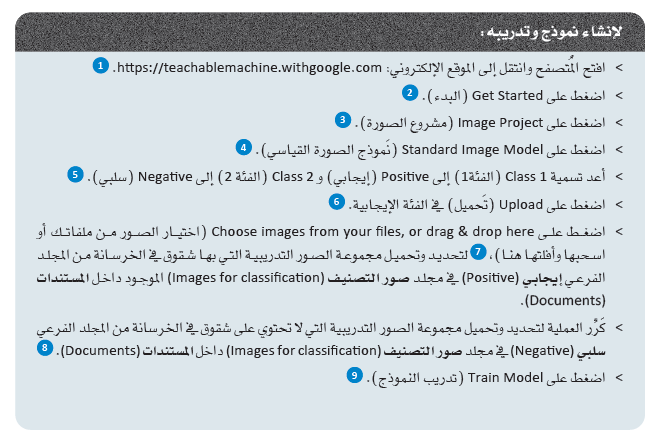 لإنشاء نموذج وتدريبه:
> افتح المُتصفح وانتقل إلى الموقع الإلكتروني: https://teachablemachine.withgoogle.com. 1
> اضغط على Get Started (البدء). 2
> اضغط على Image Project (مشروع الصورة). 3
> اضغط على Standard Image Model (نَموذج الصورة القياسي). 4
> أعد تسمية Class 1 (الفئة1) إلى Positive (إيجابي) و Class 2 (الفئة 2) إلى Negative (سلبي). 5
> اضغط على Upload (تَحميل) في الفئة الإيجابية. 6
> اضغط على Choose images from your files, or drag & drop here (اختيار الصور من ملفاتك أو
اسحبها وأفلتها هنا)، 7 لتحديد وتحميل مجموعة الصور التدريبية التي بها شقوق في الخرسانة من المجلد
الفرعي إيجابي (Positive) في مجلد صور التصنيف (Images for classification) الموجود داخل المستندات
(Documents).
> كَرِّر العملية لتحديد وتحميل مجموعة الصور التدريبية التي لا تحتوي على شقوق في الخرسانة من المجلد الفرعي
سلبي (Negative) في مجلد صور التصنيف (Images for classification) داخل المستندات (Documents). 8
> اضغط على Train Model (تدريب النموذج). 9